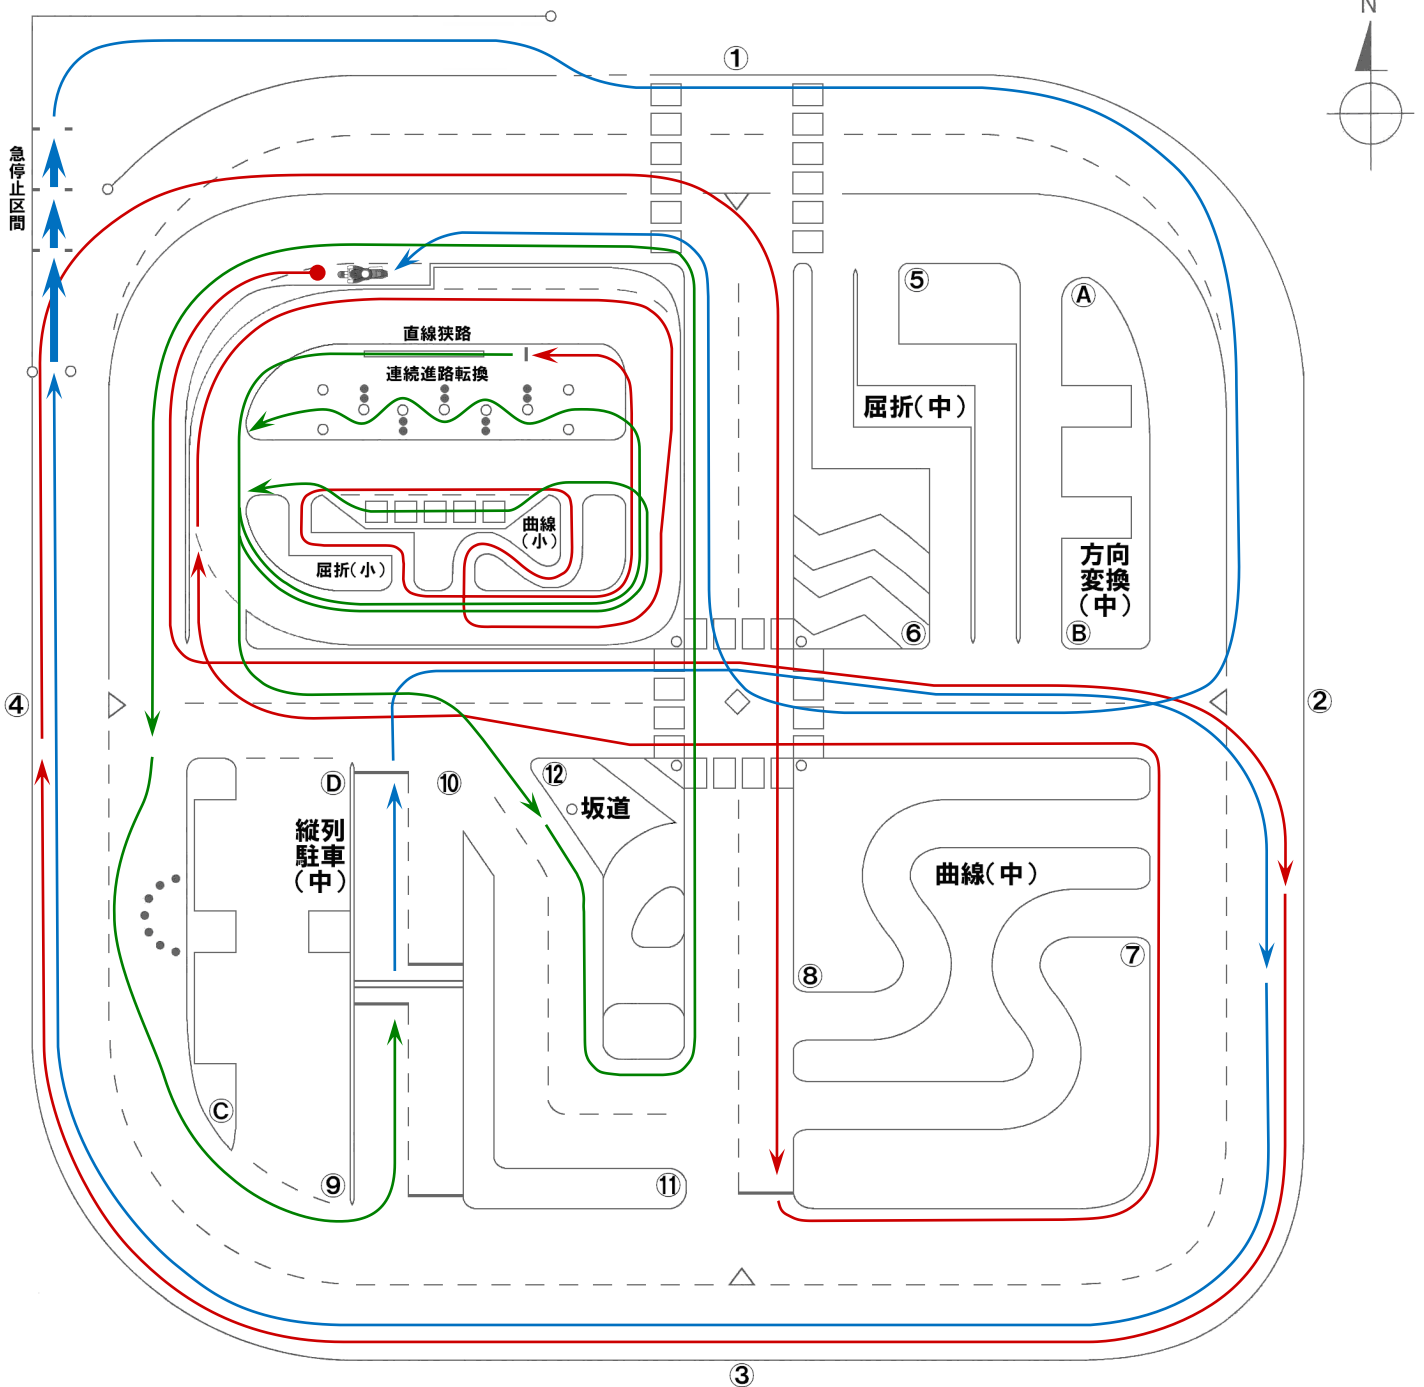 N
①
急停止区間
⑤
Ⓐ
直線狭路
連続進路転換
屈折(中)
曲線
(小)
屈折(小)
方向
変換
(中)
⑥
Ⓑ
④
②
Ⓓ
⑩
⑫
坂道
縦列
駐車
(中)
曲線(中)
⑦
⑧
Ⓒ
⑨
⑪
③